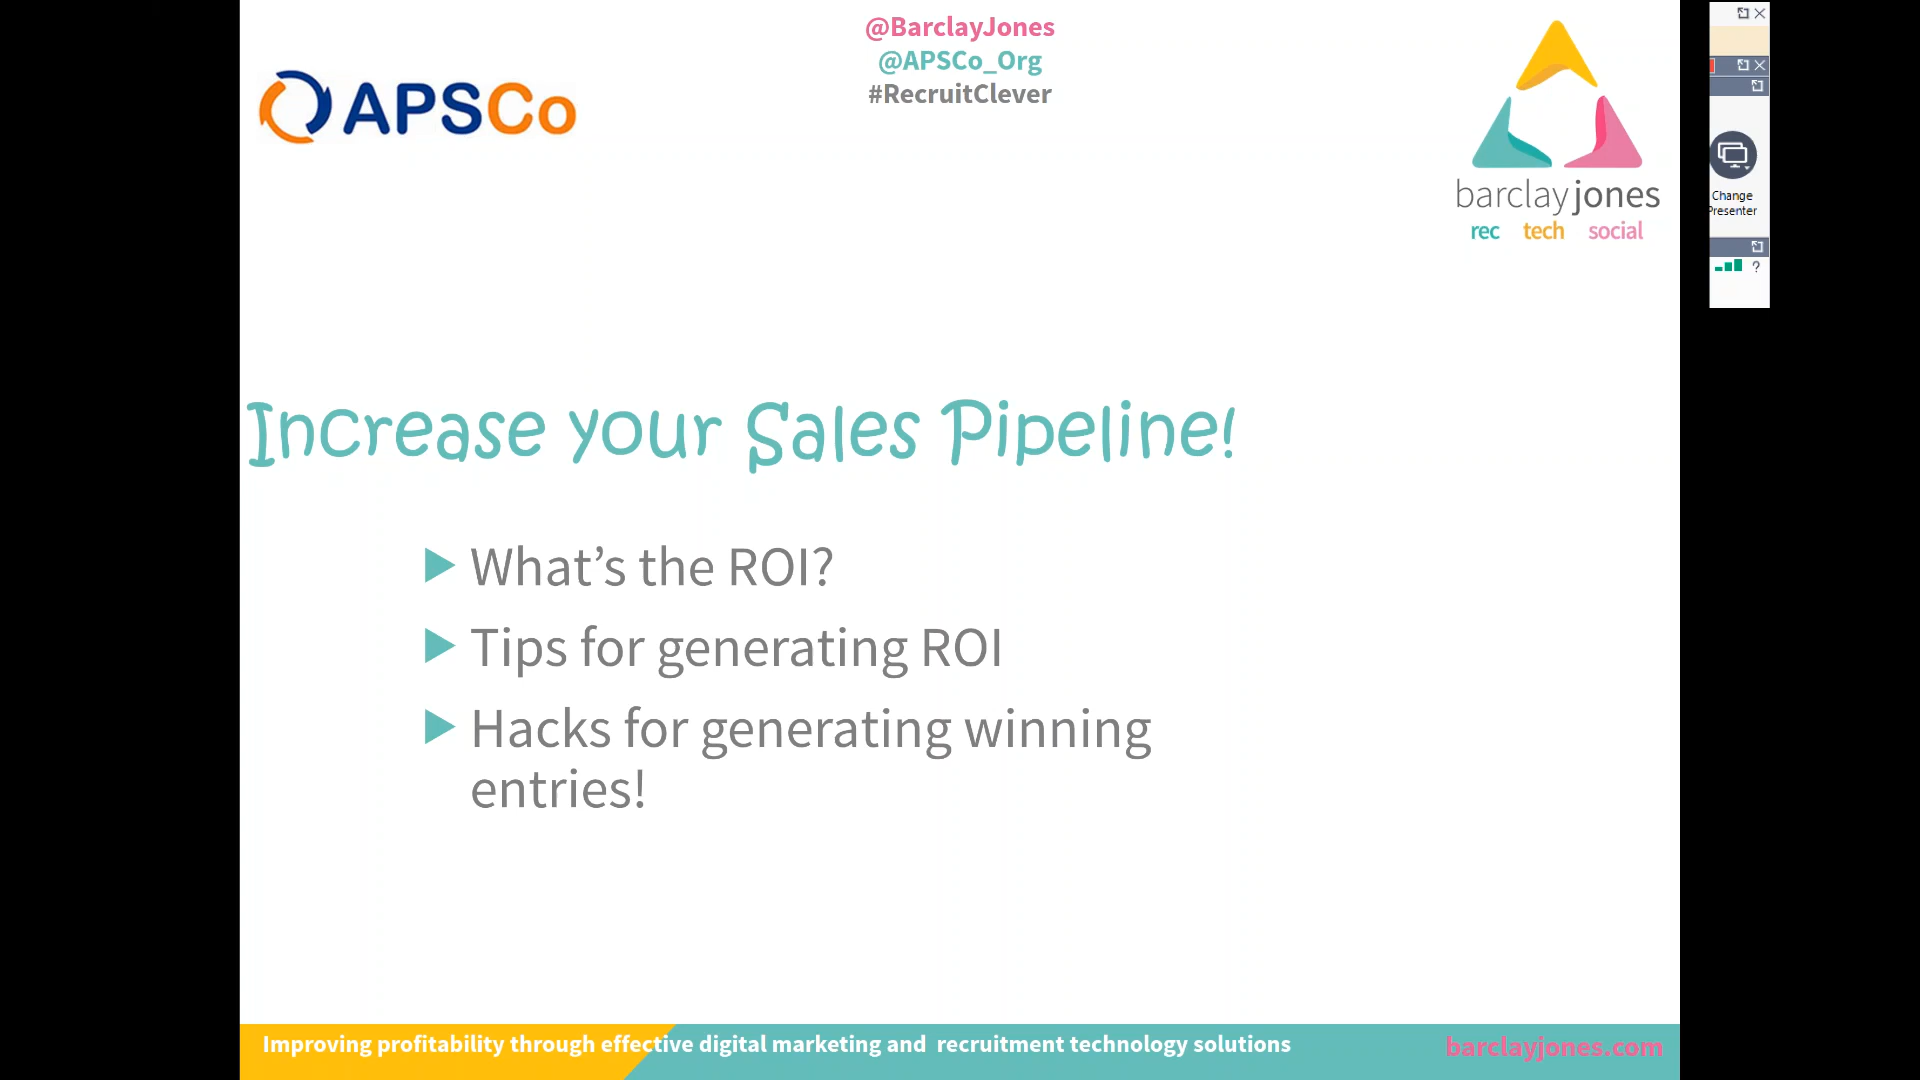 @BarclayJones
@APSCo_Org
#RecruitClever
APSCo
barclayjones
rec tech social
Change
Presenter
?
Increase your Sales Pipeline!
What’s the ROI?
Tips for generating ROI
Hacks for generating winning
entries!
Improving profitability through effective digital marketing and recruitment technology solutions
barclayjones.com